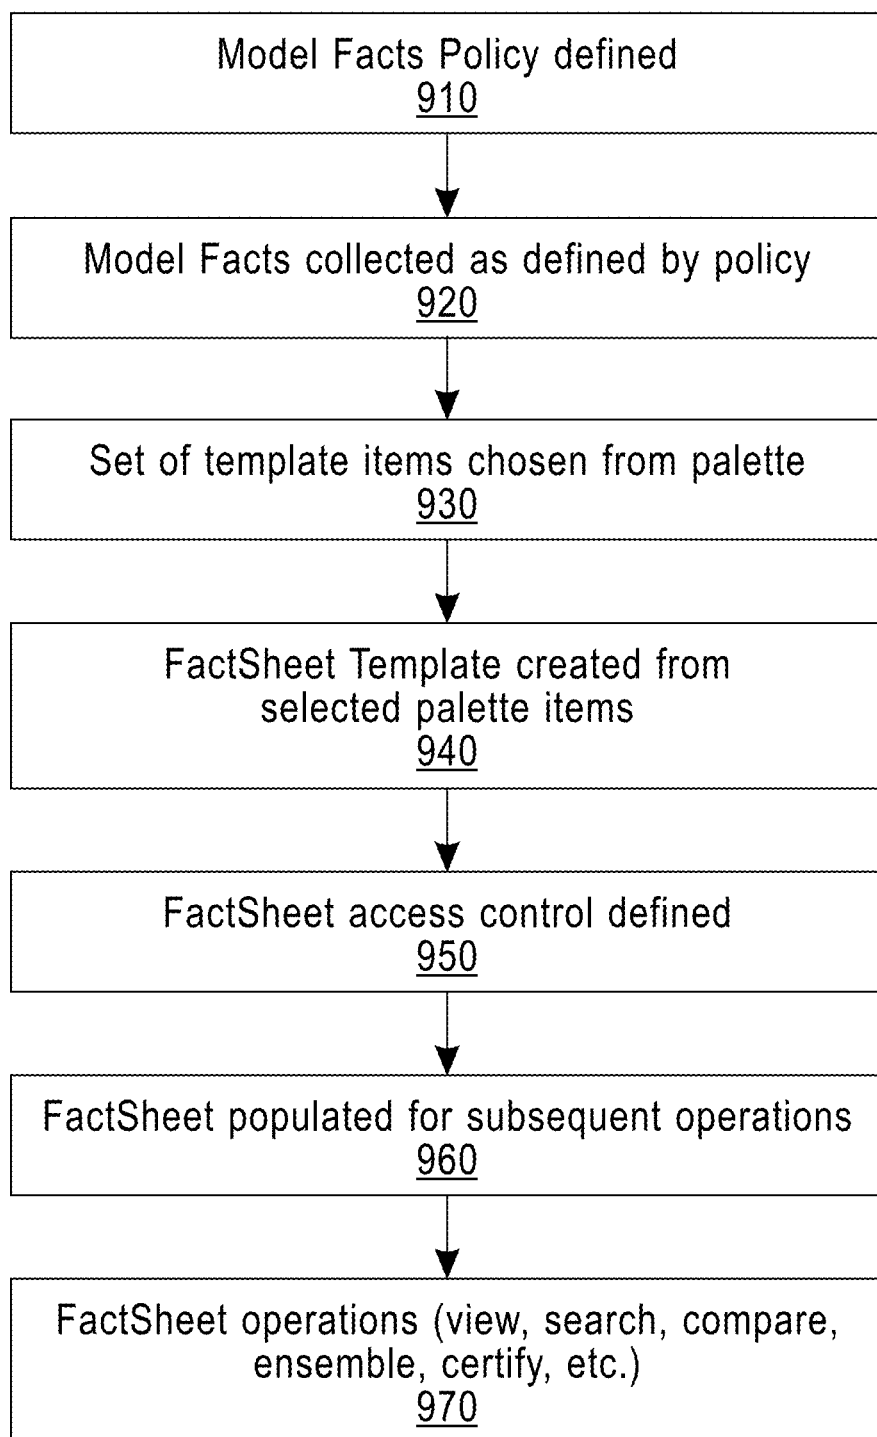 Model Facts Policy defined
910
Model Facts collected as defined by policy
920
Set of template items chosen from palette
930
FactSheet Template created from
selected palette items
940
FactSheet access control defined
950
FactSheet populated for subsequent operations
960
FactSheet operations (view, search, compare,
ensemble, certify, etc.)
970